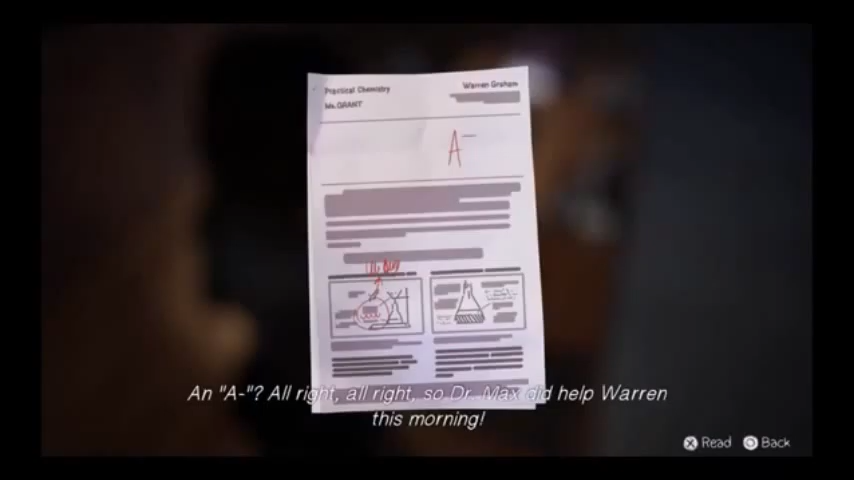 Practical Chemistry
Warren Graham
Ms. GRANT
A-
An "A-"? All right, all right, so Dr. Max did help Warren
this morning!
Read
Back